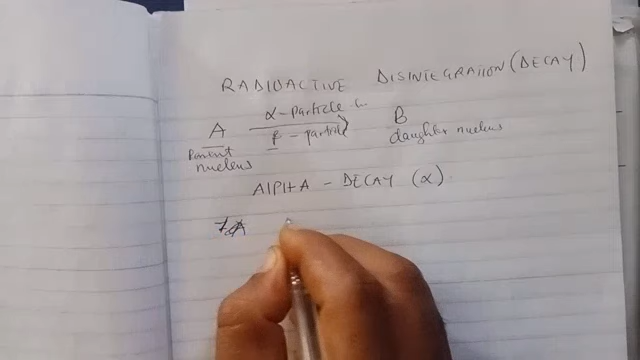 RADIOACTIVE DISINTEGRATION (DECAY)
α-particle
A → B
β - particle
Parent nucleus
daughter nucleus
AlPHA - DECAY (α)